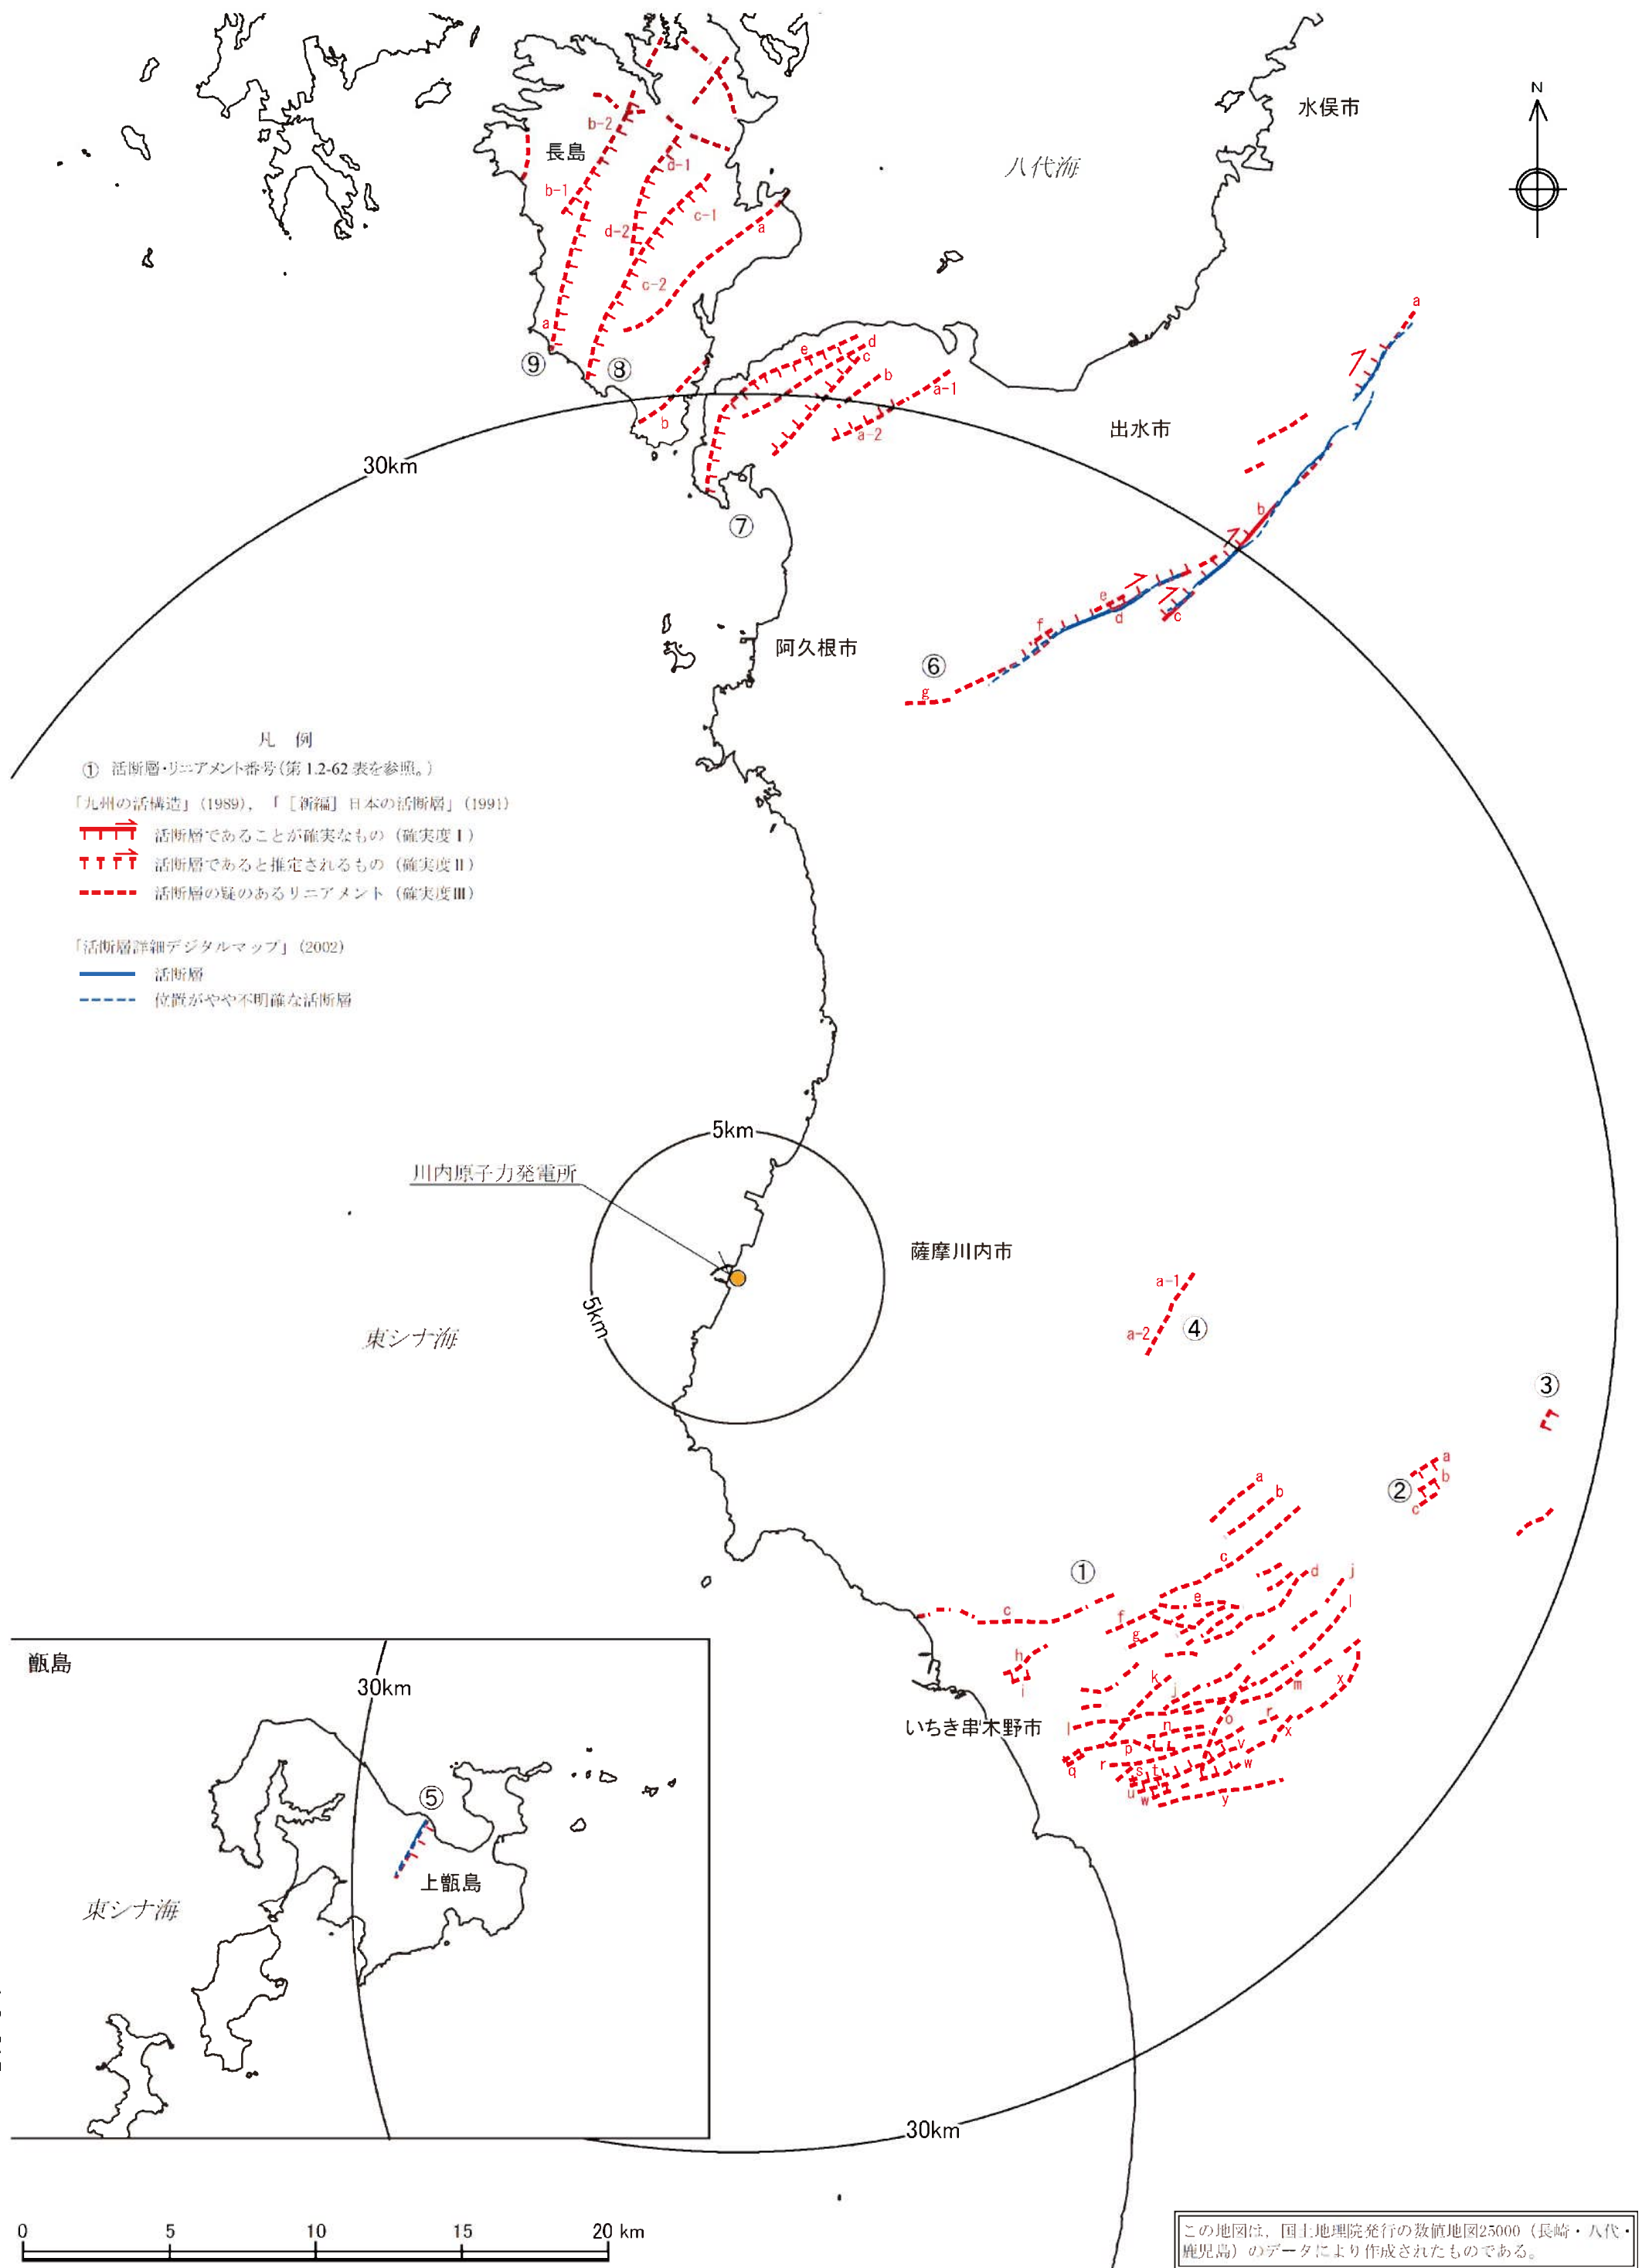 N
水俣市
八代海
長島
b-2
d-1
b-1
c-1
d-2
a
c-2
a
a
⑨
⑧
e
d
c
b
a-1
a-2
b
出水市
30km
b
⑦
e
d
c
f
阿久根市
⑥
g
凡 例
① 活断層・リニアメント番号(第1.2-62表を参照。)
「九州の活構造」(1989),「[新編]日本の活断層」(1991)
活断層であることが確実なもの(確実度Ⅰ)
活断層であると推定されるもの(確実度Ⅱ)
活断層の疑のあるリニアメント(確実度Ⅲ)
「活断層詳細デジタルマップ」(2002)
活断層
位置がやや不明確な活断層
5km
川内原子力発電所
薩摩川内市
5km
東シナ海
a-1
a-2
④
③
②
a
b
c
a
b
c
①
d
j
e
l
c
f
g
h
i
k
j
m
x
l
n
o
r
x
いちき串木野市
p
v
q
r
s
t
w
u
w
y
甑島
30km
⑤
上甑島
東シナ海
30km
0 5 10 15 20 km
この地図は、国土地理院発行の数値地図25000(長崎・八代・
鹿児島)のデータにより作成されたものである。